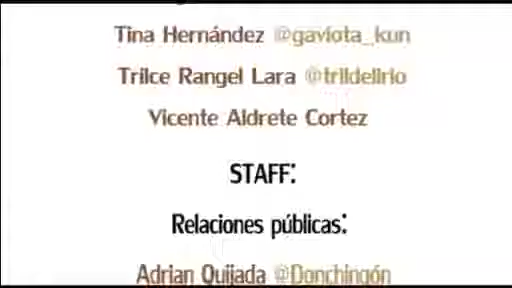 Tina Hernández @gaviota_kun
Trilce Rangel Lara @trildelirio
Vicente Aldrete Cortez
STAFF:
Relaciones públicas:
Adrian Quijada @Donchingón